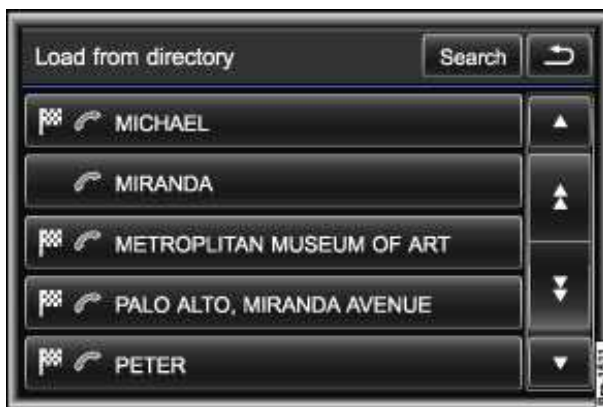 Load from directory Search
MICHAEL
MIRANDA
METROPLITAN MUSEUM OF ART
PALO ALTO, MIRANDA AVENUE
PETER